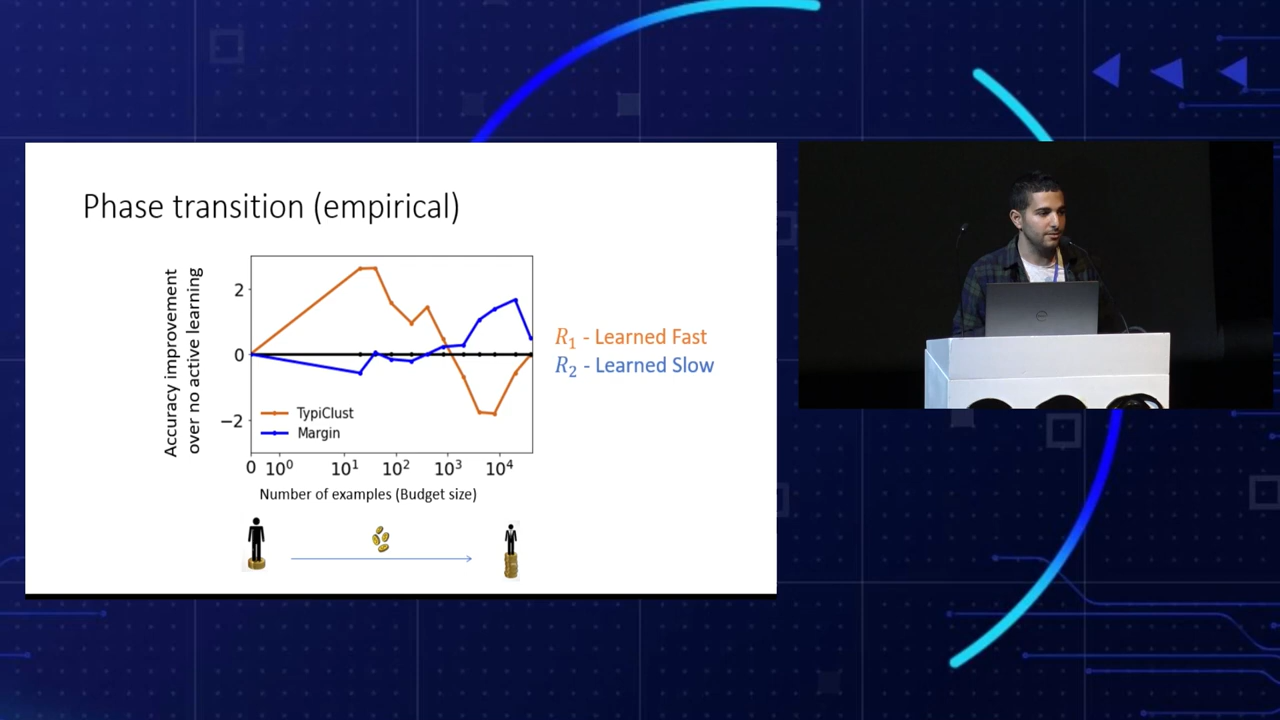 Phase transition (empirical)
Accuracy improvement
over no active learning
2
0
−2
TypiClust
Margin
0 10⁰ 10¹ 10² 10³ 10⁴
Number of examples (Budget size)
R₁ - Learned Fast
R₂ - Learned Slow